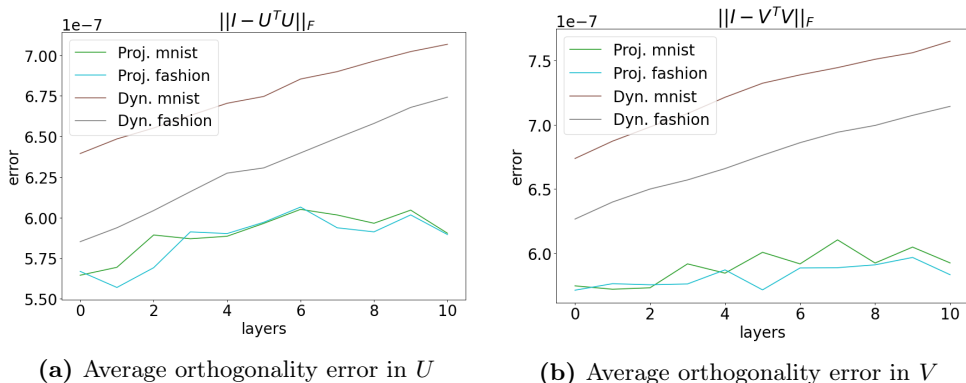 ||I − UᵀU||_F
1e−7
7.00
6.75
6.50
6.25
6.00
5.75
5.50
error
Proj. mnist
Proj. fashion
Dyn. mnist
Dyn. fashion
0 2 4 6 8 10
layers
(a) Average orthogonality error in U
||I − VᵀV||_F
1e−7
7.5
7.0
6.5
6.0
error
Proj. mnist
Proj. fashion
Dyn. mnist
Dyn. fashion
0 2 4 6 8 10
layers
(b) Average orthogonality error in V